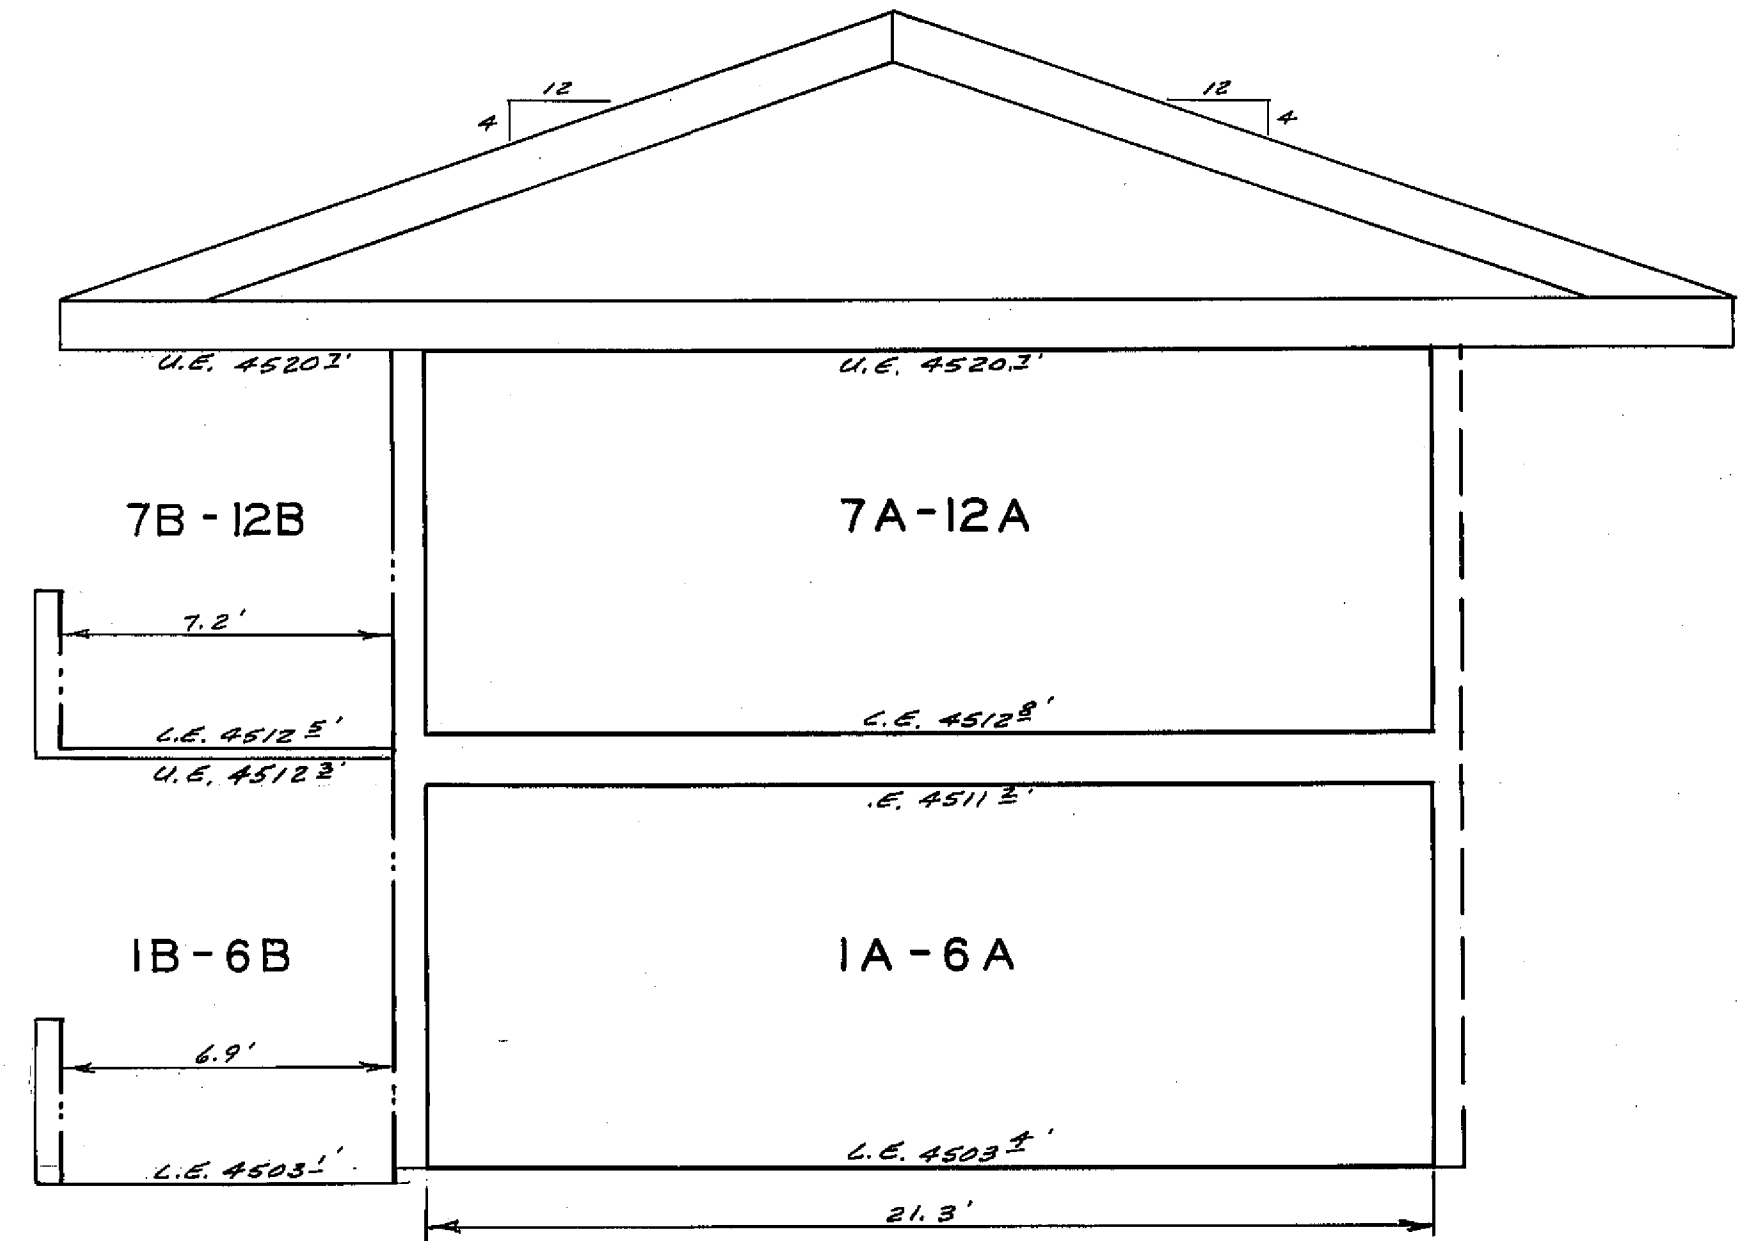 12
12
4
4
U.E. 4520.7'
U.E. 4520.7'
7B - 12B
7A - 12A
7.2'
L.E. 4512.5'
L.E. 4512.8'
U.E. 4512.3'
.E. 4511
1B - 6B
1A - 6A
6.9'
L.E. 4503.1'
L.E. 4503.4'
21.3'